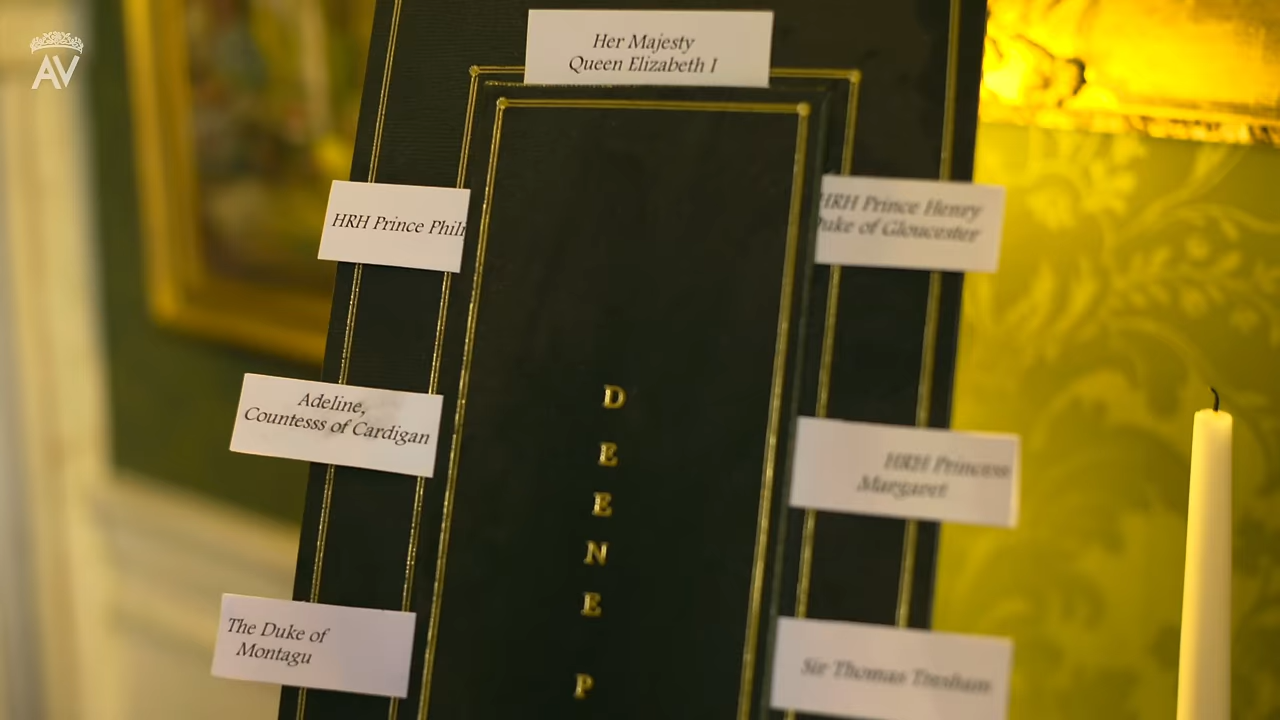 AV
Her Majesty
Queen Elizabeth I
HRH Prince Phili
HRH Prince Henry
Duke of Gloucester
Adeline,
Countesss of Cardigan
HRH Princess
Margaret
The Duke of
Montagu
Sir Thomas Tresham
D
E
E
N
E
P